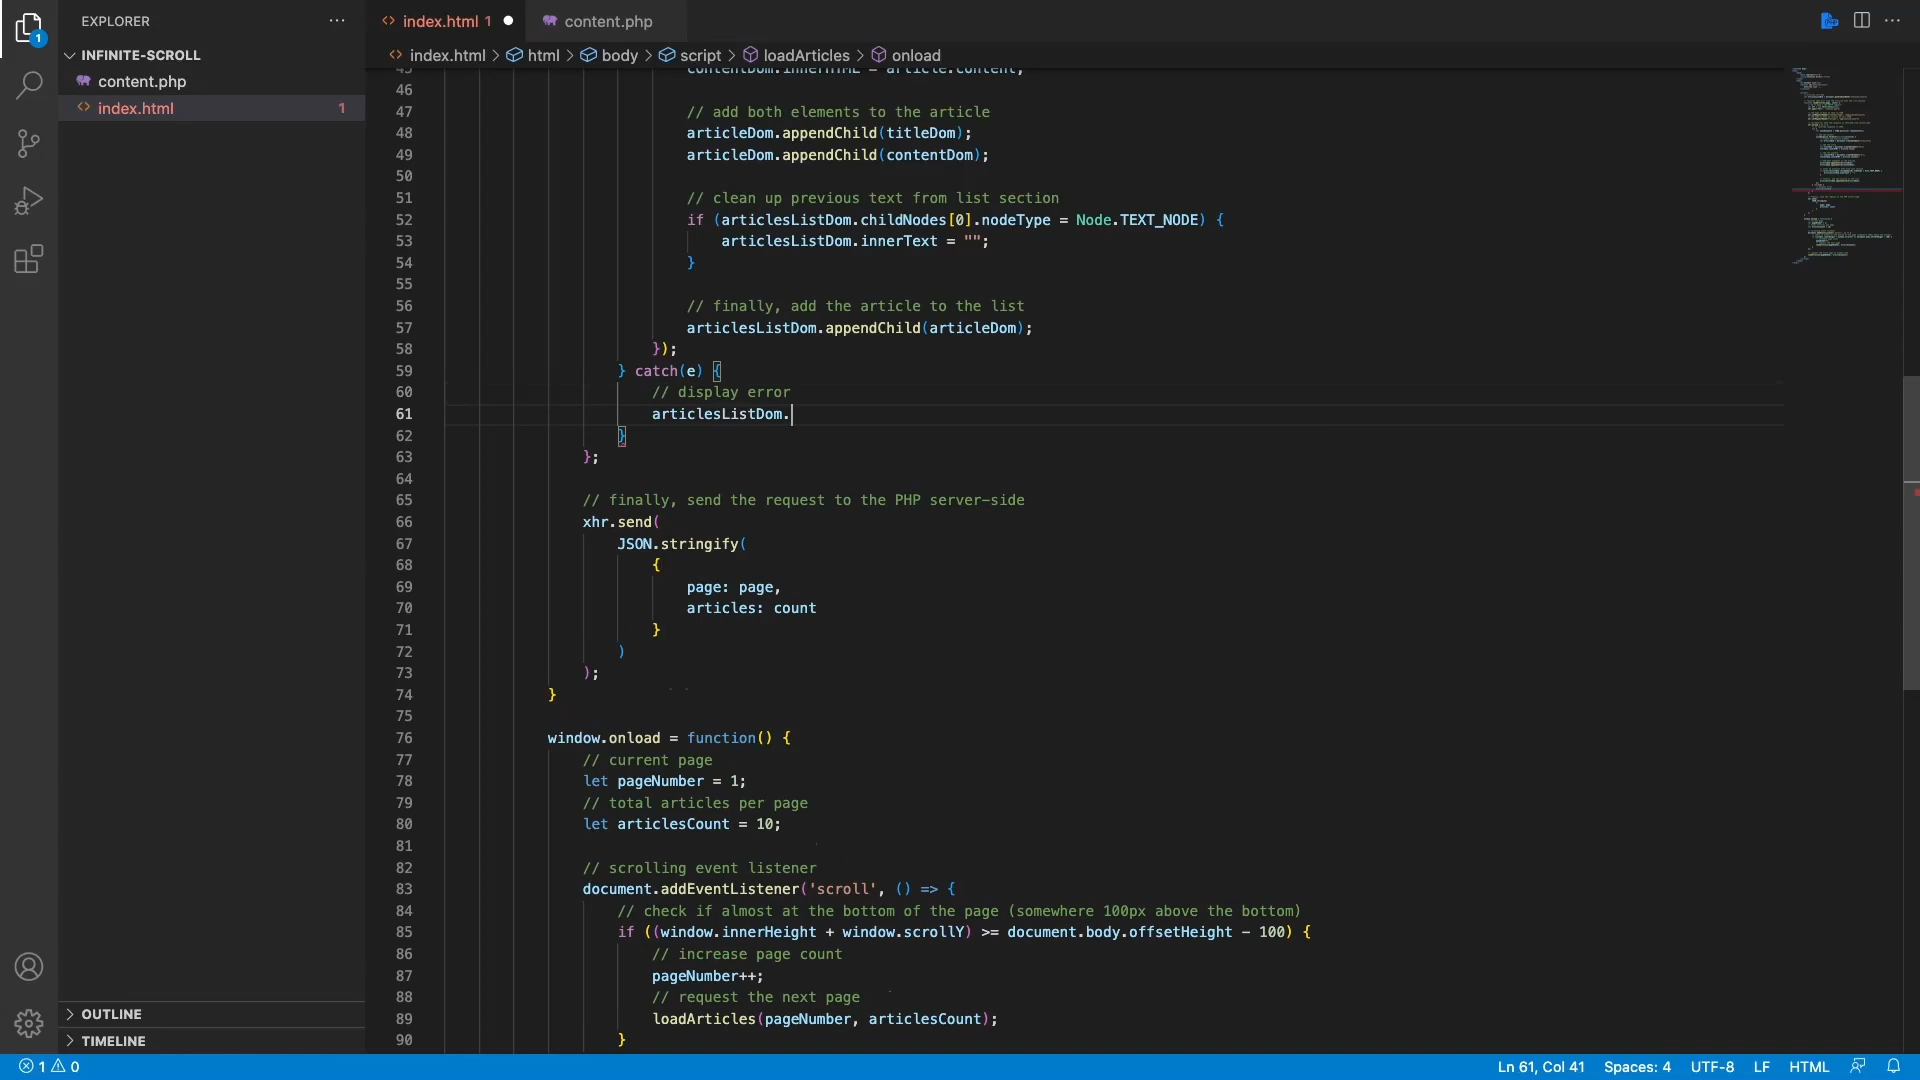 EXPLORER
index.html 1
content.php
INFINITE-SCROLL
index.html > html > body > script > loadArticles > onload
content.php
index.html 1
45 contentDom.innerHTML = article.content;
46
47 // add both elements to the article
48 articleDom.appendChild(titleDom);
49 articleDom.appendChild(contentDom);
50
51 // clean up previous text from list section
52 if (articlesListDom.childNodes[0].nodeType = Node.TEXT_NODE) {
53 articlesListDom.innerText = "";
54 }
55
56 // finally, add the article to the list
57 articlesListDom.appendChild(articleDom);
58 });
59 } catch(e) {
60 // display error
61 articlesListDom.
62 }
63 };
64
65 // finally, send the request to the PHP server-side
66 xhr.send(
67 JSON.stringify(
68 {
69 page: page,
70 articles: count
71 }
72 )
73 );
74 }
75
76 window.onload = function() {
77 // current page
78 let pageNumber = 1;
79 // total articles per page
80 let articlesCount = 10;
81
82 // scrolling event listener
83 document.addEventListener('scroll', () => {
84 // check if almost at the bottom of the page (somewhere 100px above the bottom)
85 if ((window.innerHeight + window.scrollY) >= document.body.offsetHeight - 100) {
86 // increase page count
87 pageNumber++;
88 // request the next page
89 loadArticles(pageNumber, articlesCount);
90 }
OUTLINE
TIMELINE
1 0
Ln 61, Col 41 Spaces: 4 UTF-8 LF HTML